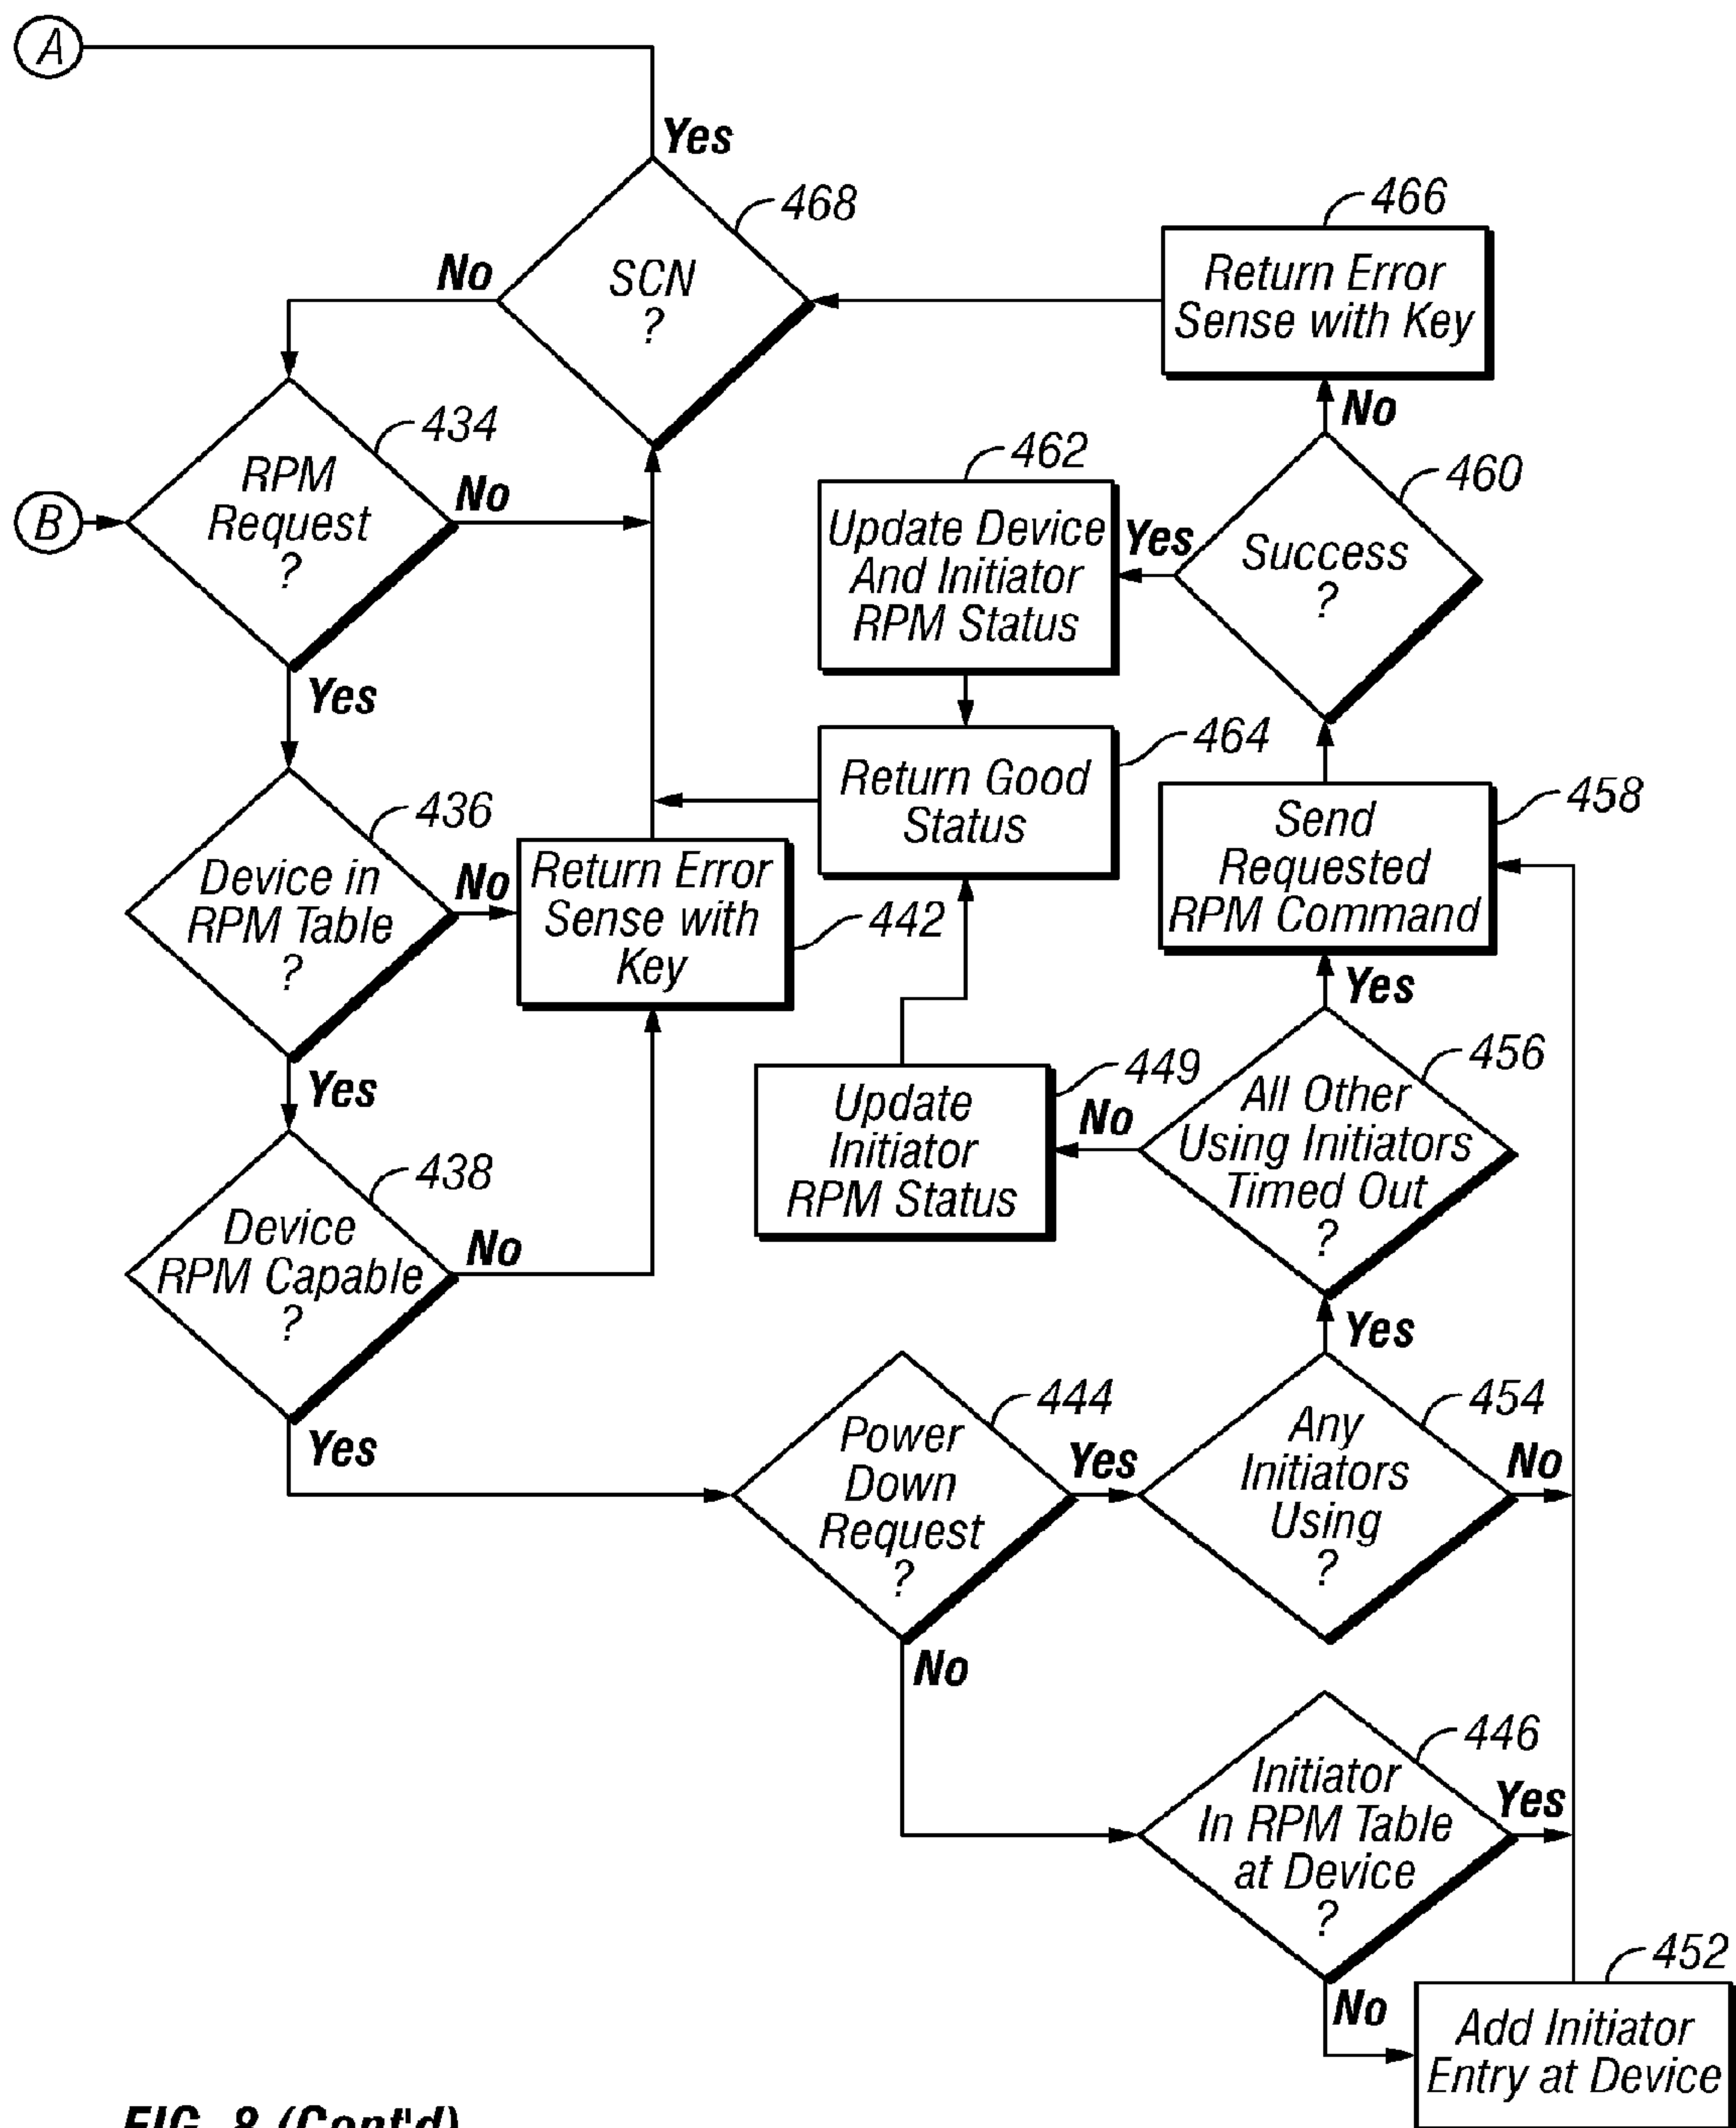 A
Yes
468
SCN
?
No
466
Return Error
Sense with Key
No
434
RPM
Request
?
No
B
Yes
462
Update Device
And Initiator
RPM Status
Yes
460
Success
?
464
Return Good
Status
458
Send
Requested
RPM Command
436
Device in
RPM Table
?
No
Return Error
Sense with
Key
442
Yes
Yes
449
Update
Initiator
RPM Status
No
456
All Other
Using Initiators
Timed Out
?
438
Device
RPM Capable
?
No
Yes
Yes
444
Power
Down
Request
?
Yes
454
Any
Initiators
Using
?
No
No
446
Initiator
In RPM Table
at Device
?
Yes
No
452
Add Initiator
Entry at Device
FIG. 8 (Cont'd)